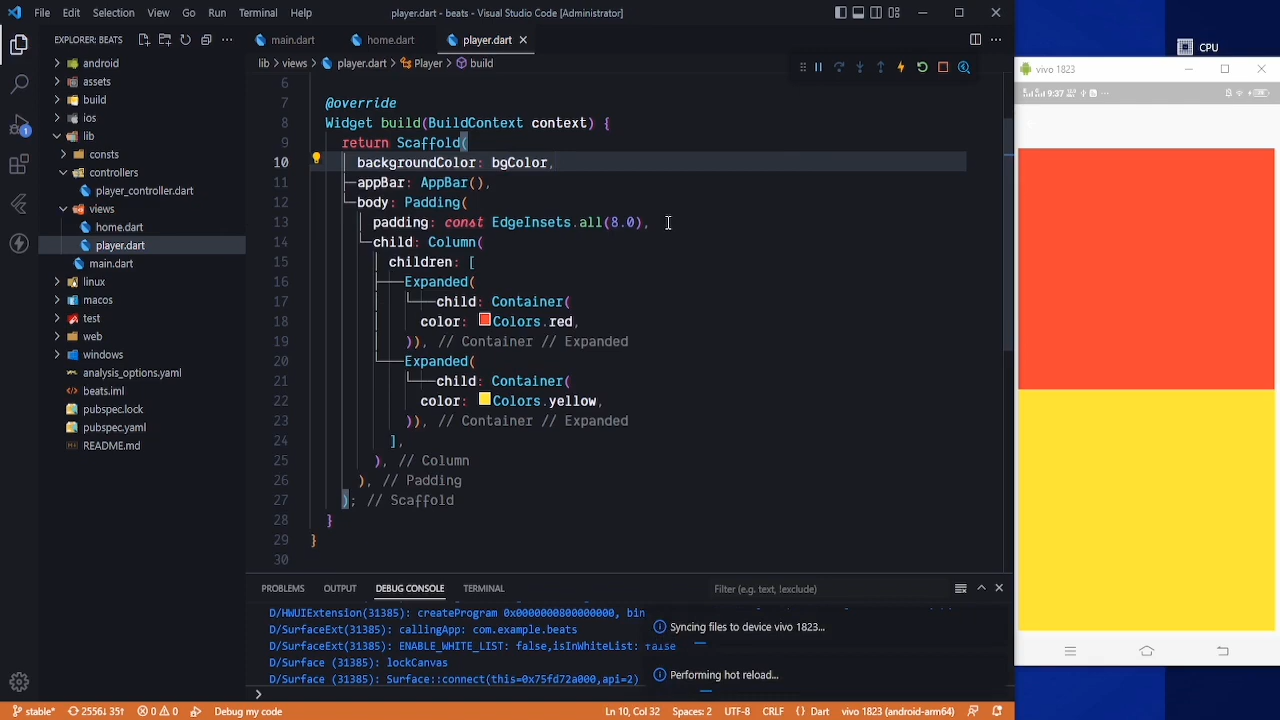 File Edit Selection View Go Run Terminal Help
player.dart - beats - Visual Studio Code [Administrator]
EXPLORER: BEATS
main.dart
home.dart
player.dart
lib > views > player.dart > Player > build
android
assets
build
ios
lib
consts
controllers
player_controller.dart
views
home.dart
player.dart
main.dart
linux
macos
test
web
windows
analysis_options.yaml
beats.iml
pubspec.lock
pubspec.yaml
README.md
6
7 @override
8 Widget build(BuildContext context) {
9 return Scaffold(
10 backgroundColor: bgColor,
11 appBar: AppBar(),
12 body: Padding(
13 padding: const EdgeInsets.all(8.0),
14 child: Column(
15 children: [
16 Expanded(
17 child: Container(
18 color: Colors.red,
19 )), // Container // Expanded
20 Expanded(
21 child: Container(
22 color: Colors.yellow,
23 )), // Container // Expanded
24 ],
25 ), // Column
26 ), // Padding
27 ); // Scaffold
28 }
29 }
30
PROBLEMS OUTPUT DEBUG CONSOLE TERMINAL
Filter (e.g. text, !exclude)
D/HWUIExtension(31385): createProgram 0x0000000800000000, bin
D/SurfaceExt(31385): callingApp: com.example.beats
D/SurfaceExt(31385): ENABLE_WHITE_LIST: false,isInWhiteList: false
D/Surface (31385): lockCanvas
D/Surface (31385): Surface::connect(this=0x75fd72a000,api=2)
Syncing files to device vivo 1823...
Performing hot reload...
stable* 2556↓ 35↑ 0 0 Debug my code
Ln 10, Col 32 Spaces: 2 UTF-8 CRLF {} Dart vivo 1823 (android-arm64)
1
CPU
vivo 1823
9:37